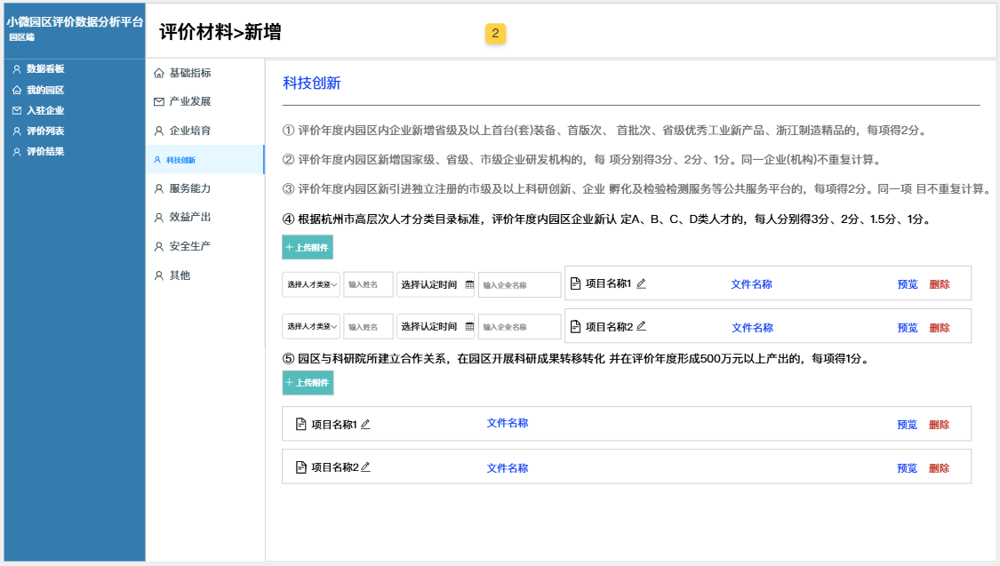 小微园区评价数据分析平台
园区端
评价材料>新增
2
数据看板
我的园区
入驻企业
评价列表
评价结果
基础指标
产业发展
企业培育
科技创新
服务能力
效益产出
安全生产
其他
科技创新
① 评价年度内园区内企业新增省级及以上首台(套)装备、首版次、 首批次、省级优秀工业新产品、浙江制造精品的，每项得2分。
② 评价年度内园区新增国家级、省级、市级企业研发机构的，每 项分别得3分、2分、1分。同一企业(机构)不重复计算。
③ 评价年度内园区新引进独立注册的市级及以上科研创新、企业 孵化及检验检测服务等公共服务平台的，每项得2分。同一项 目不重复计算。
④ 根据杭州市高层次人才分类目录标准，评价年度内园区企业新认 定A、B、C、D类人才的，每人分别得3分、2分、1.5分、1分。
+ 上传附件
选择人才类别 输入姓名 选择认定时间 输入企业名称 项目名称1 文件名称 预览 删除
选择人才类别 输入姓名 选择认定时间 输入企业名称 项目名称2 文件名称 预览 删除
⑤ 园区与科研院所建立合作关系，在园区开展科研成果转移转化 并在评价年度形成500万元以上产出的，每项得1分。
+ 上传附件
项目名称1 文件名称 预览 删除
项目名称2 文件名称 预览 删除